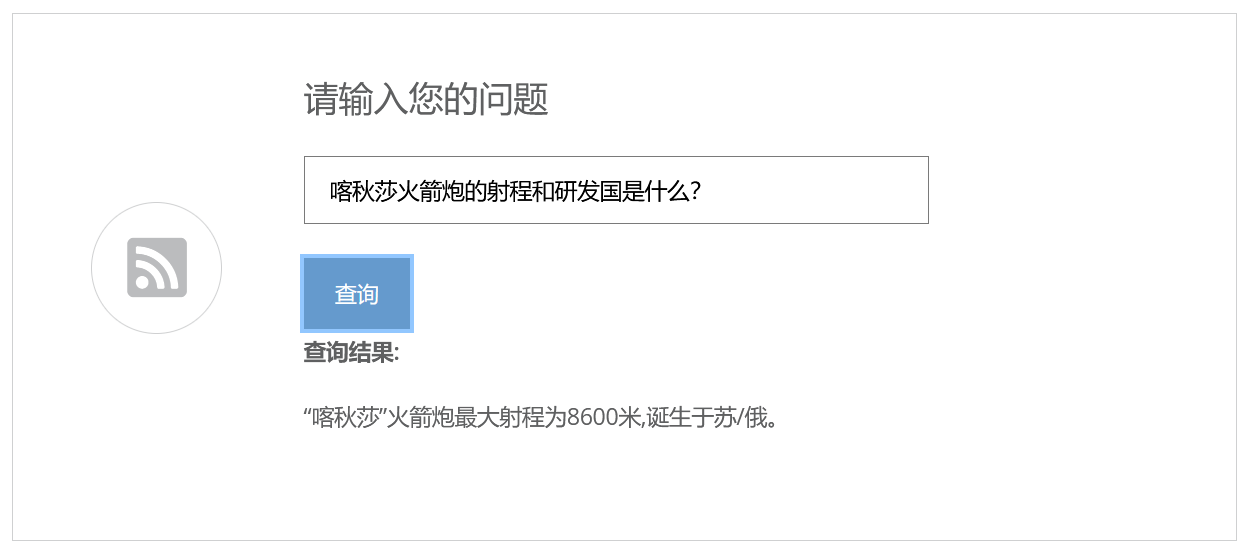 请输入您的问题
喀秋莎火箭炮的射程和研发国是什么?
查询
查询结果:
“喀秋莎”火箭炮最大射程为8600米,诞生于苏/俄。